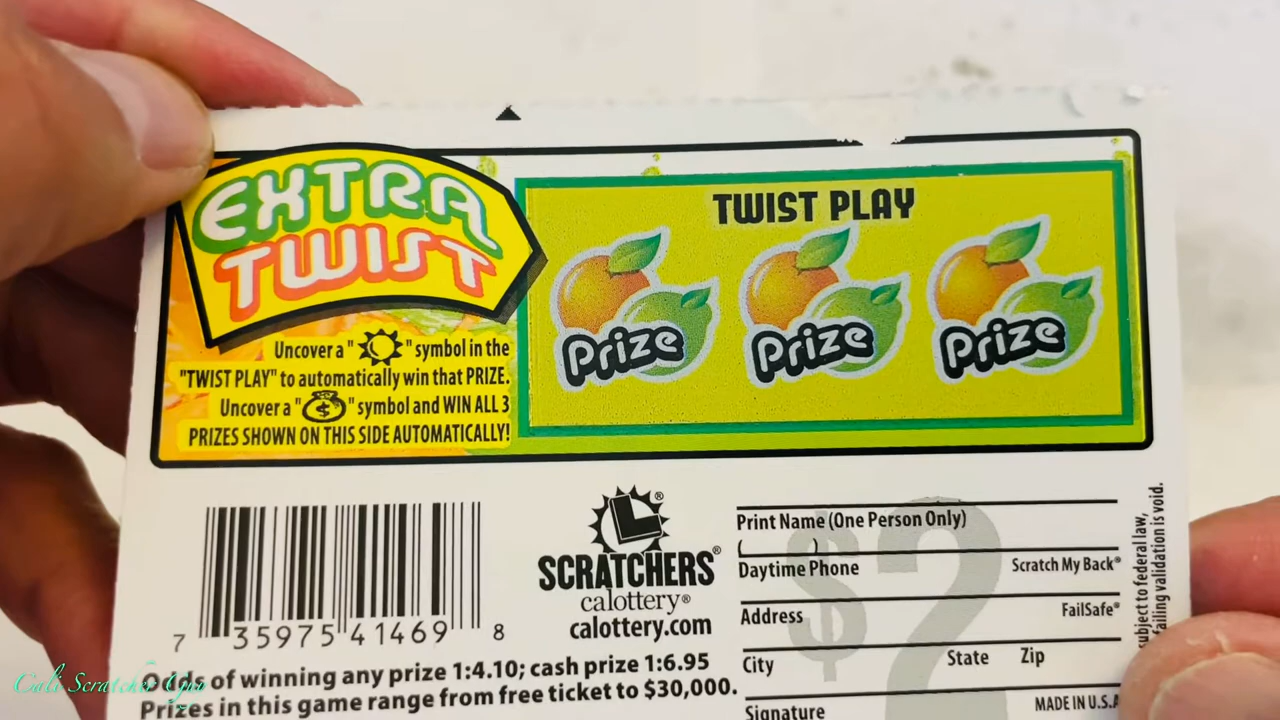 EXTRA
TWIST
Uncover a " " symbol in the
"TWIST PLAY" to automatically win that PRIZE.
Uncover a " $ " symbol and WIN ALL 3
PRIZES SHOWN ON THIS SIDE AUTOMATICALLY!
TWIST PLAY
Prize Prize Prize
7 35975 41469 8
L®
SCRATCHERS®
calottery®
calottery.com
Odds of winning any prize 1:4.10; cash prize 1:6.95
Prizes in this game range from free ticket to $30,000.
$2
Print Name (One Person Only)
( )
Daytime Phone Scratch My Back®
Address FailSafe®
City State Zip
Signature MADE IN U.S.A
subject to federal law,
failing validation is void.
Cali Scratcher Guy